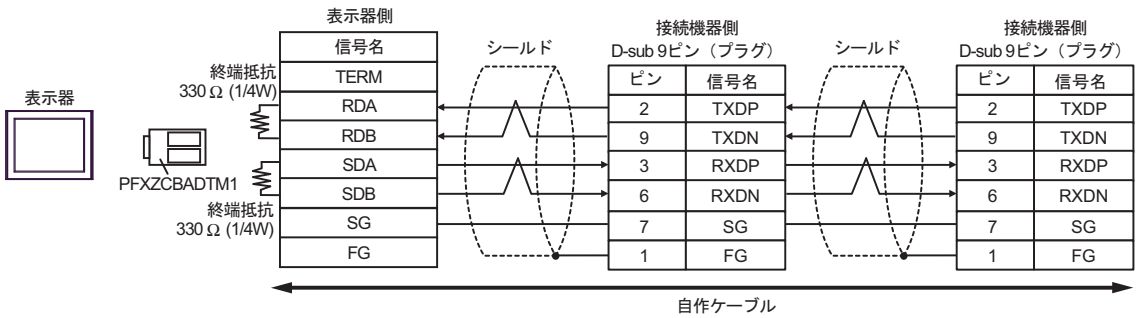 表示器
PFXZCBADTM1
終端抵抗
330 Ω (1/4W)
終端抵抗
330 Ω (1/4W)
表示器側
信号名
TERM
RDA
RDB
SDA
SDB
SG
FG
シールド
接続機器側
D-sub 9ピン（プラグ）
ピン 信号名
2 TXDP
9 TXDN
3 RXDP
6 RXDN
7 SG
1 FG
シールド
接続機器側
D-sub 9ピン（プラグ）
ピン 信号名
2 TXDP
9 TXDN
3 RXDP
6 RXDN
7 SG
1 FG
自作ケーブル